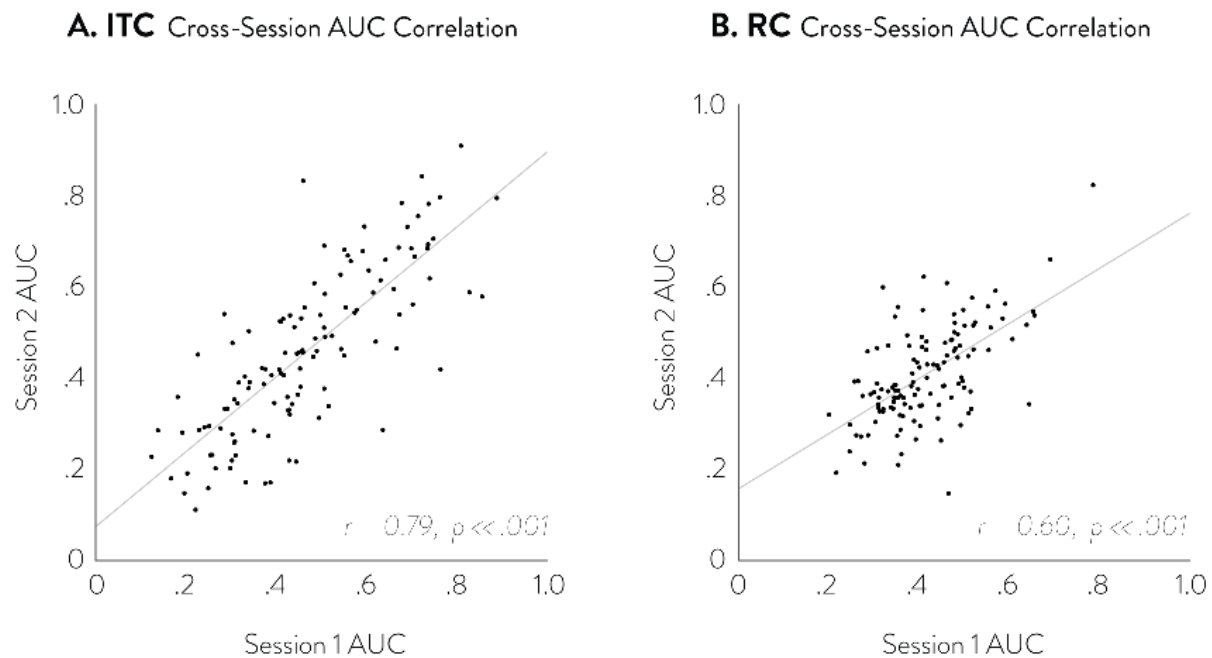 A. ITC Cross-Session AUC Correlation
1.0
.8
.6
.4
.2
0
Session 2 AUC
r 0.79, p << .001
0 .2 .4 .6 .8 1.0
Session 1 AUC
B. RC Cross-Session AUC Correlation
1.0
.8
.6
.4
.2
0
Session 2 AUC
r 0.60, p << .001
0 .2 .4 .6 .8 1.0
Session 1 AUC